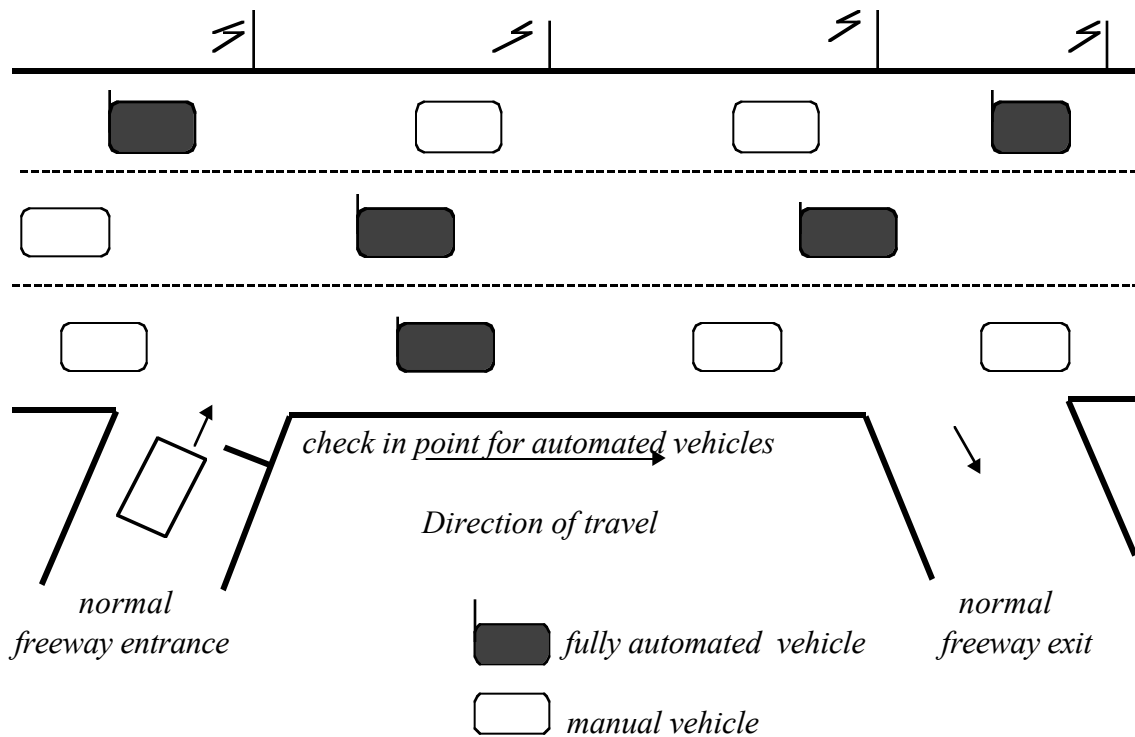 check in point for automated vehicles
Direction of travel
normal
freeway entrance
normal
freeway exit
fully automated vehicle
manual vehicle